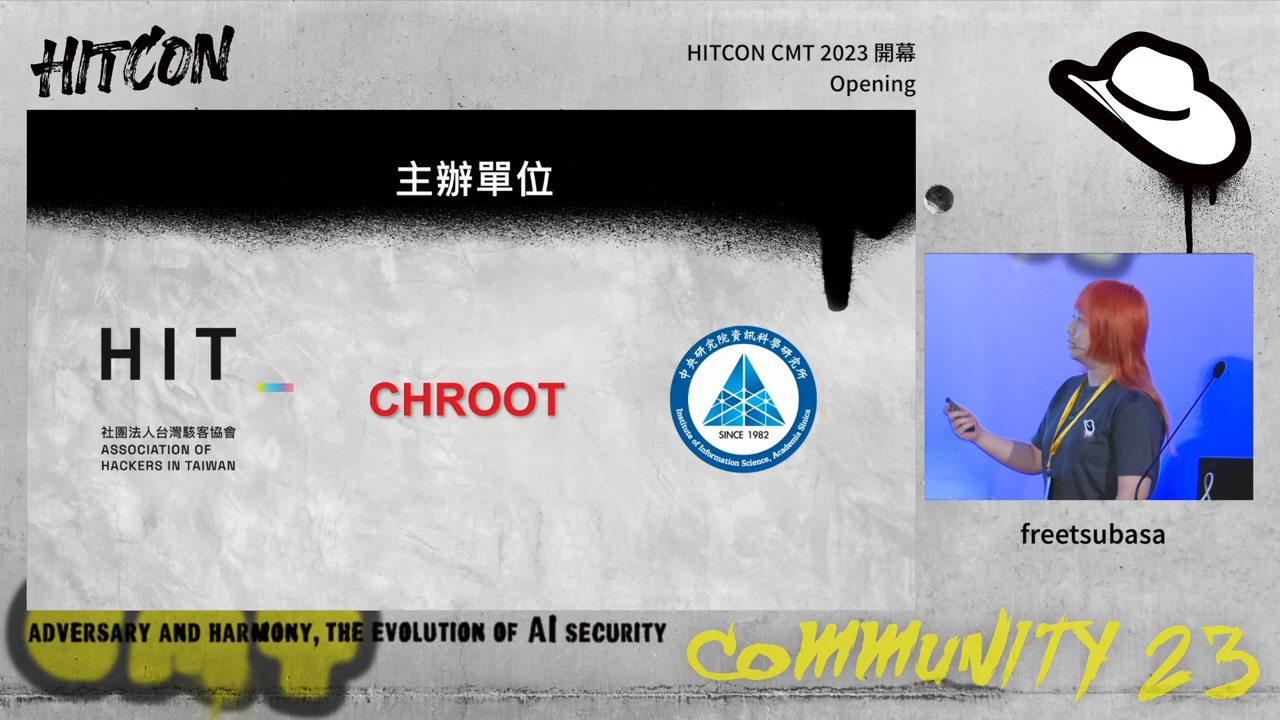 HITCON
HITCON CMT 2023 開幕
Opening
主辦單位
HIT_
社團法人台灣駭客協會
ASSOCIATION OF
HACKERS IN TAIWAN
CHROOT
中央研究院資訊科學研究所
SINCE 1982
Institute of Information Science, Academia Sinica
freetsubasa
CMT
ADVERSARY AND HARMONY, THE EVOLUTION OF AI SECURITY
COMMUNITY 23